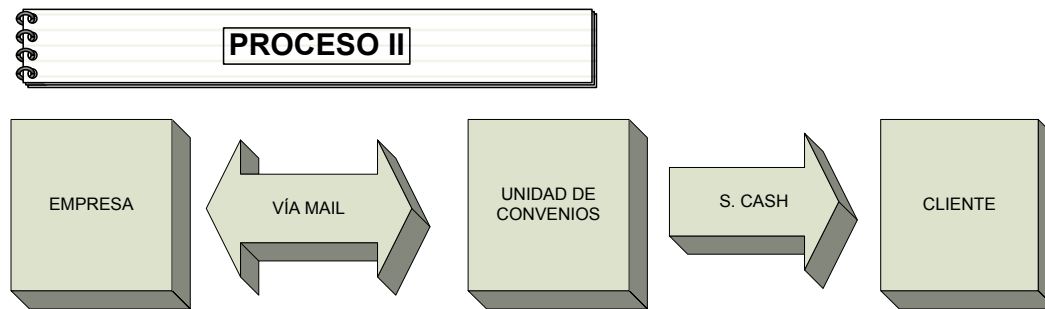 PROCESO II
EMPRESA
VÍA MAIL
UNIDAD DE
CONVENIOS
S. CASH
CLIENTE